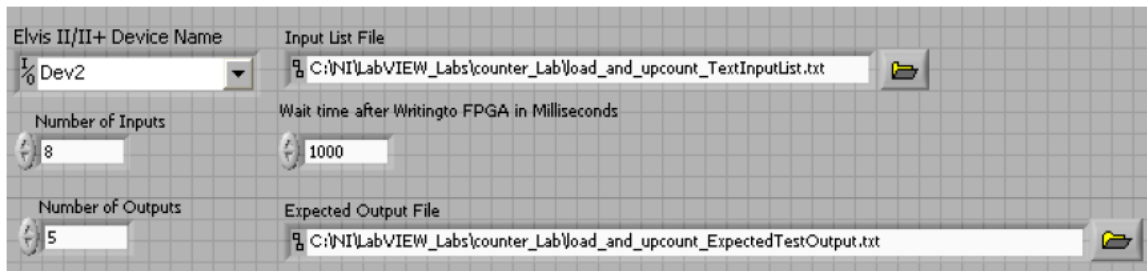 Elvis II/II+ Device Name
Input List File
I/O Dev2
C:\NI\LabVIEW_Labs\counter_Lab\load_and_upcount_TextInputList.txt
Number of Inputs
Wait time after Writingto FPGA in Milliseconds
8
1000
Number of Outputs
Expected Output File
5
C:\NI\LabVIEW_Labs\counter_Lab\load_and_upcount_ExpectedTestOutput.txt